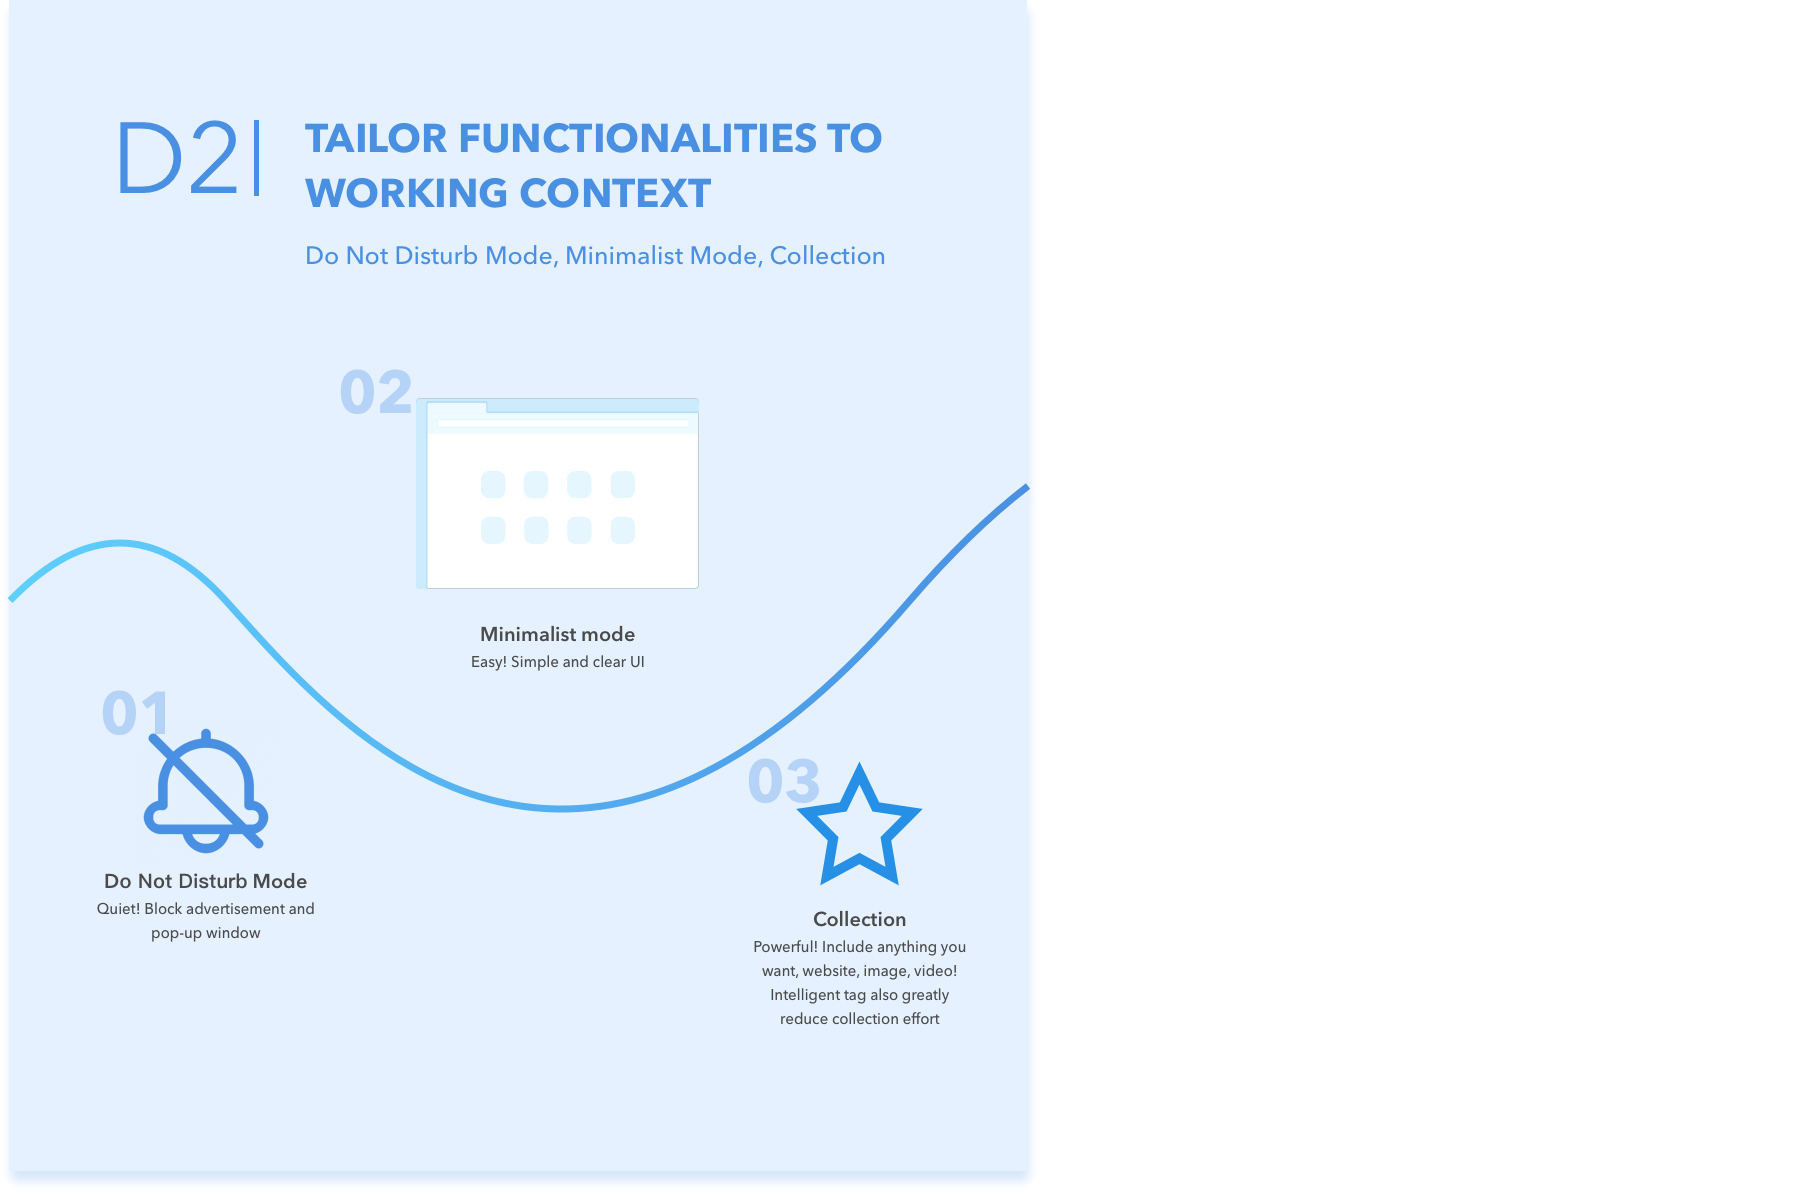 D2|
TAILOR FUNCTIONALITIES TO
WORKING CONTEXT
Do Not Disturb Mode, Minimalist Mode, Collection
02
Minimalist mode
Easy! Simple and clear UI
01
Do Not Disturb Mode
Quiet! Block advertisement and
pop-up window
03
Collection
Powerful! Include anything you
want, website, image, video!
Intelligent tag also greatly
reduce collection effort